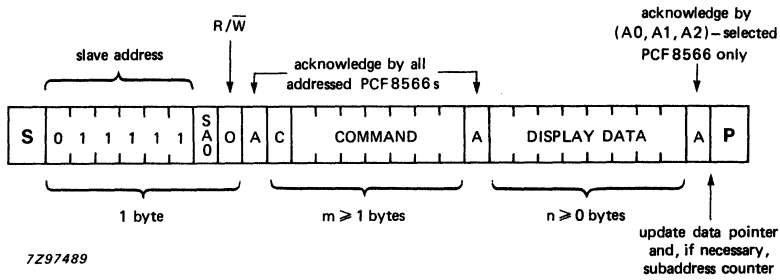 R/W̅
slave address
acknowledge by all
addressed PCF8566s
acknowledge by
(A0, A1, A2)–selected
PCF8566 only
S 0 1 1 1 1 1 SA0 0 A C COMMAND A DISPLAY DATA A P
1 byte
m ⩾ 1 bytes
n ⩾ 0 bytes
update data pointer
and, if necessary,
subaddress counter
7Z97489